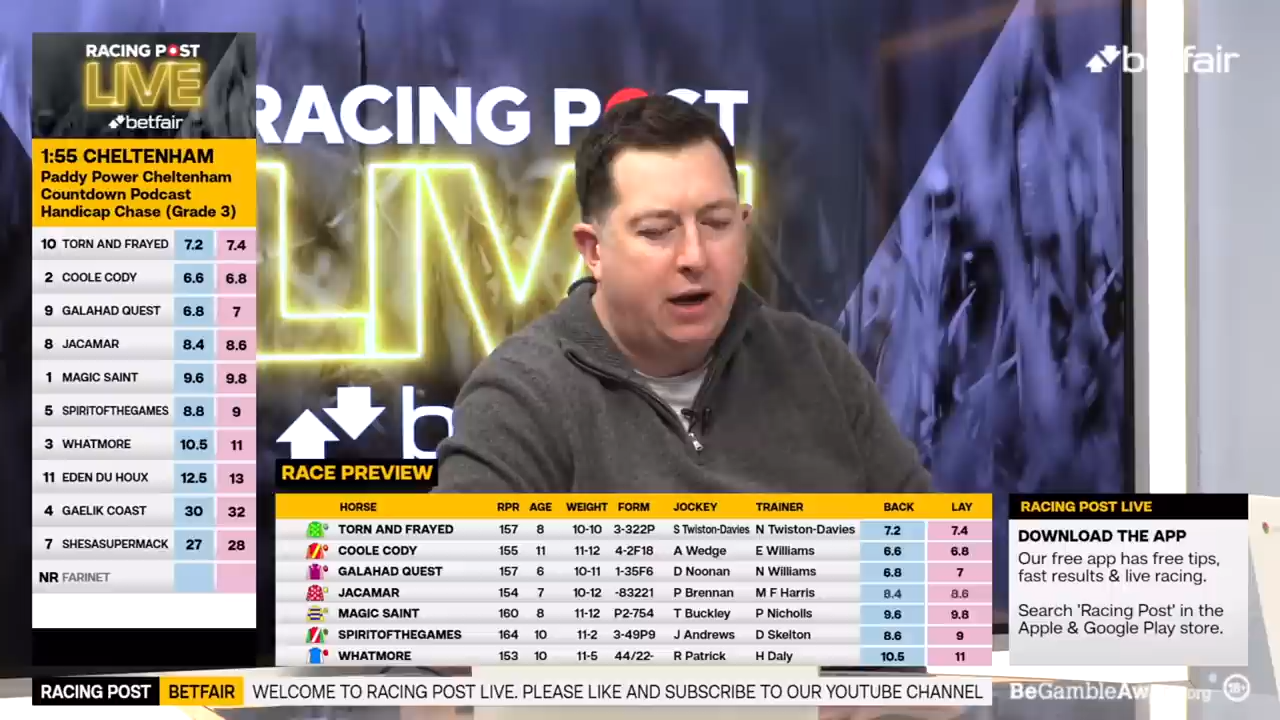 RACING POST
LIVE
betfair
1:55 CHELTENHAM
Paddy Power Cheltenham
Countdown Podcast
Handicap Chase (Grade 3)
10 TORN AND FRAYED 7.2 7.4
2 COOLE CODY 6.6 6.8
9 GALAHAD QUEST 6.8 7
8 JACAMAR 8.4 8.6
1 MAGIC SAINT 9.6 9.8
5 SPIRITOFTHEGAMES 8.8 9
3 WHATMORE 10.5 11
11 EDEN DU HOUX 12.5 13
4 GAELIK COAST 30 32
7 SHESASUPERMACK 27 28
NR FARINET
RACING POST
LIV
b
betfair
RACE PREVIEW
HORSE RPR AGE WEIGHT FORM JOCKEY TRAINER BACK LAY
TORN AND FRAYED 157 8 10-10 3-322P S Twiston-Davies N Twiston-Davies 7.2 7.4
COOLE CODY 155 11 11-12 4-2F18 A Wedge E Williams 6.6 6.8
GALAHAD QUEST 157 6 10-11 1-35F6 D Noonan N Williams 6.8 7
JACAMAR 154 7 10-12 -83221 P Brennan M F Harris 8.4 8.6
MAGIC SAINT 160 8 11-12 P2-754 T Buckley P Nicholls 9.6 9.8
SPIRITOFTHEGAMES 164 10 11-2 3-49P9 J Andrews D Skelton 8.6 9
WHATMORE 153 10 11-5 44/22- R Patrick H Daly 10.5 11
RACING POST LIVE
DOWNLOAD THE APP
Our free app has free tips,
fast results & live racing.
Search 'Racing Post' in the
Apple & Google Play store.
RACING POST BETFAIR WELCOME TO RACING POST LIVE. PLEASE LIKE AND SUBSCRIBE TO OUR YOUTUBE CHANNEL
BeGambleAware.org 18+